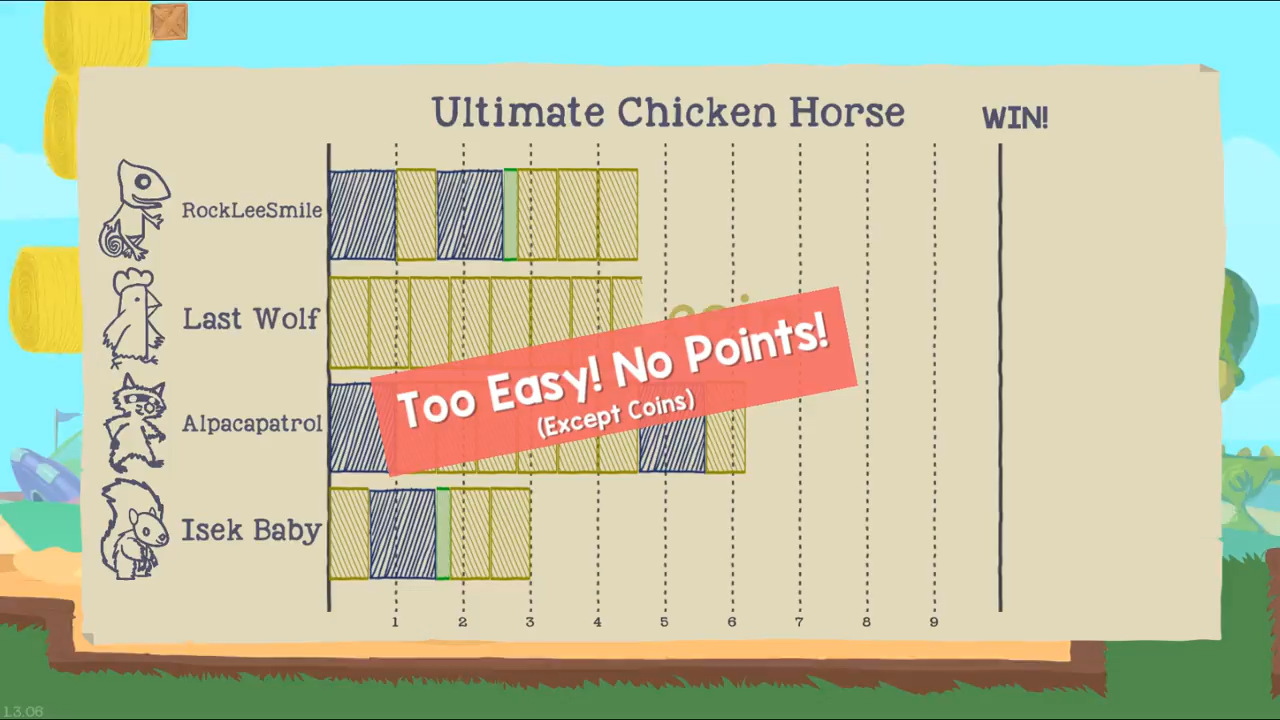 Ultimate Chicken Horse
WIN!
RockLeeSmile
Last Wolf
Too Easy! No Points!
(Except Coins)
Alpacapatrol
Isek Baby
1 2 3 4 5 6 7 8 9
1.3.06